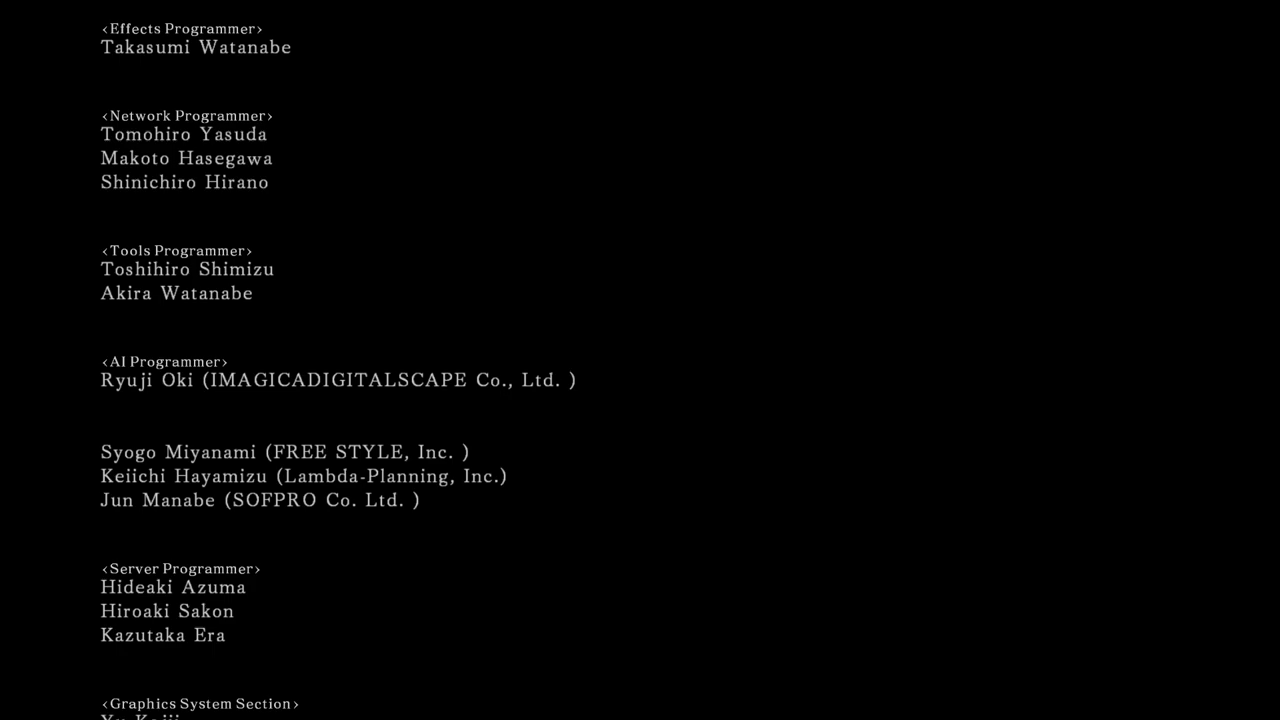 ‹Effects Programmer›
Takasumi Watanabe
‹Network Programmer›
Tomohiro Yasuda
Makoto Hasegawa
Shinichiro Hirano
‹Tools Programmer›
Toshihiro Shimizu
Akira Watanabe
‹AI Programmer›
Ryuji Oki (IMAGICADIGITALSCAPE Co., Ltd. )
Syogo Miyanami (FREE STYLE, Inc. )
Keiichi Hayamizu (Lambda-Planning, Inc.)
Jun Manabe (SOFPRO Co. Ltd. )
‹Server Programmer›
Hideaki Azuma
Hiroaki Sakon
Kazutaka Era
‹Graphics System Section›